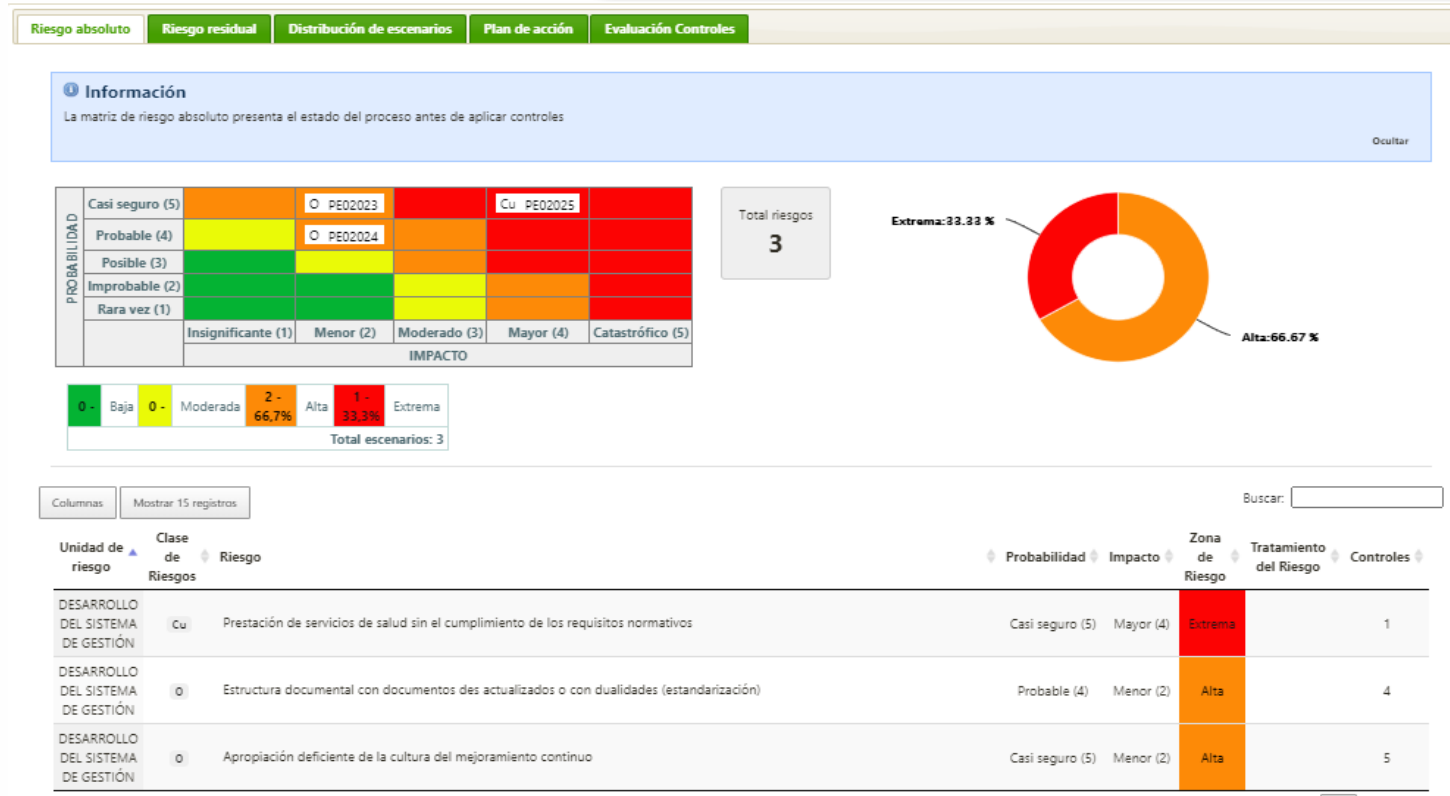 Riesgo absoluto Riesgo residual Distribución de escenarios Plan de acción Evaluación Controles
Información
La matriz de riesgo absoluto presenta el estado del proceso antes de aplicar controles
Ocultar
PROBABILIDAD
Casi seguro (5) O PE02023 Cu PE02025
Probable (4) O PE02024
Posible (3)
Improbable (2)
Rara vez (1)
Insignificante (1) Menor (2) Moderado (3) Mayor (4) Catastrófico (5)
IMPACTO
Total riesgos
3
Extrema:33.33 %
Alta:66.67 %
0 - Baja 0 - Moderada 2 - 66,7% Alta 1 - 33,3% Extrema
Total escenarios: 3
Columnas Mostrar 15 registros
Buscar:
Unidad de riesgo Clase de Riesgos Riesgo Probabilidad Impacto Zona de Riesgo Tratamiento del Riesgo Controles
DESARROLLO DEL SISTEMA DE GESTIÓN Cu Prestación de servicios de salud sin el cumplimiento de los requisitos normativos Casi seguro (5) Mayor (4) Extrema 1
DESARROLLO DEL SISTEMA DE GESTIÓN O Estructura documental con documentos des actualizados o con dualidades (estandarización) Probable (4) Menor (2) Alta 4
DESARROLLO DEL SISTEMA DE GESTIÓN O Apropiación deficiente de la cultura del mejoramiento continuo Casi seguro (5) Menor (2) Alta 5